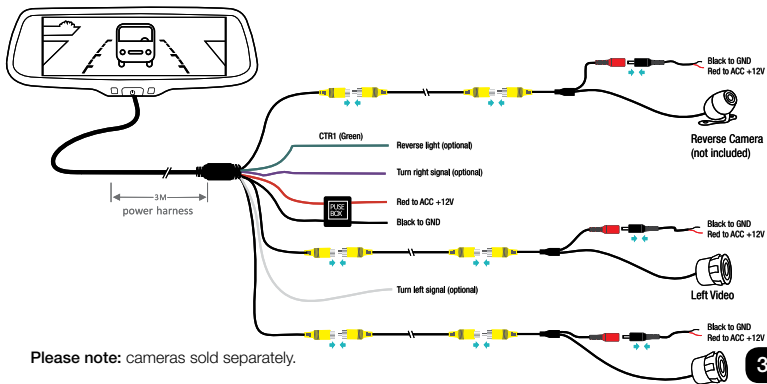 Black to GND
Red to ACC +12V
Reverse Camera
(not included)
CTR1 (Green)
Reverse light (optional)
Turn right signal (optional)
3M
power harness
PUSE
BOX
Red to ACC +12V
Black to GND
Black to GND
Red to ACC +12V
Left Video
Turn left signal (optional)
Black to GND
Red to ACC +12V
Please note: cameras sold separately.
3